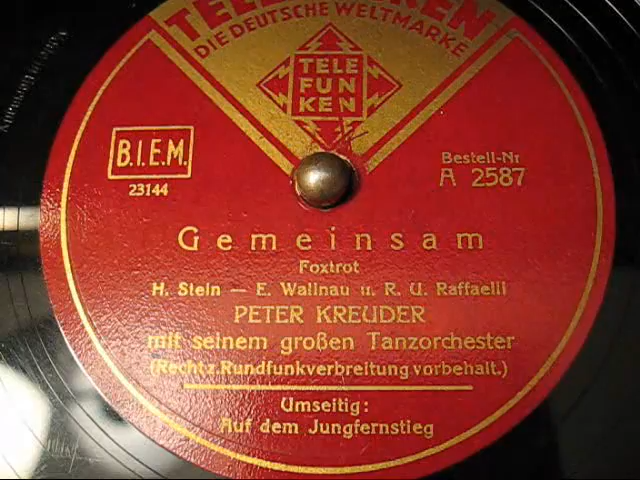 TELEFUNKEN
DIE DEUTSCHE WELTMARKE
TELE
FUN
KEN
B.I.E.M.
23144
Bestell-Nr
A 2587
Gemeinsam
Foxtrot
H. Stein — E. Wallnau u. R. U. Raffaelli
PETER KREUDER
mit seinem großen Tanzorchester
(Recht z. Rundfunkverbreitung vorbehalt.)
Umseitig:
Auf dem Jungfernstieg